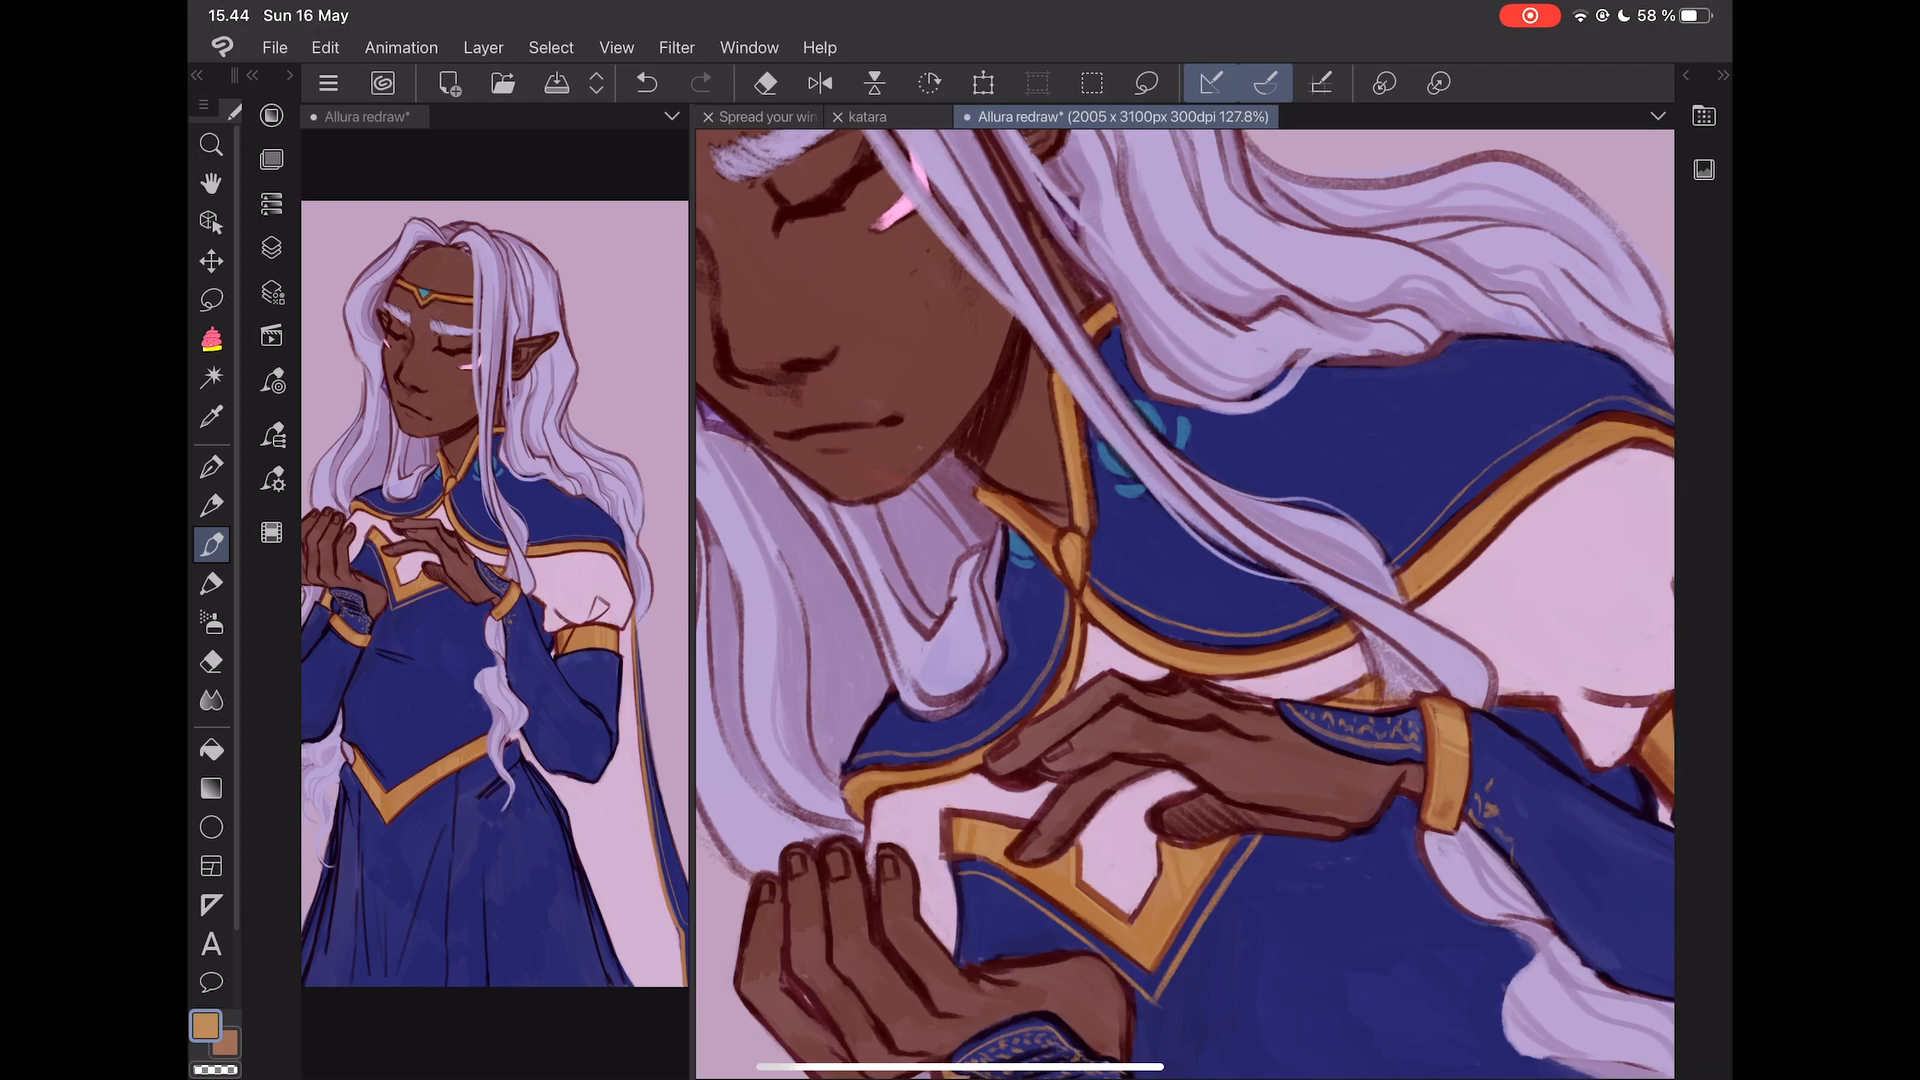 15.44 Sun 16 May
58 %
File Edit Animation Layer Select View Filter Window Help
Allura redraw*
Spread your win
katara
Allura redraw* (2005 x 3100px 300dpi 127.8%)